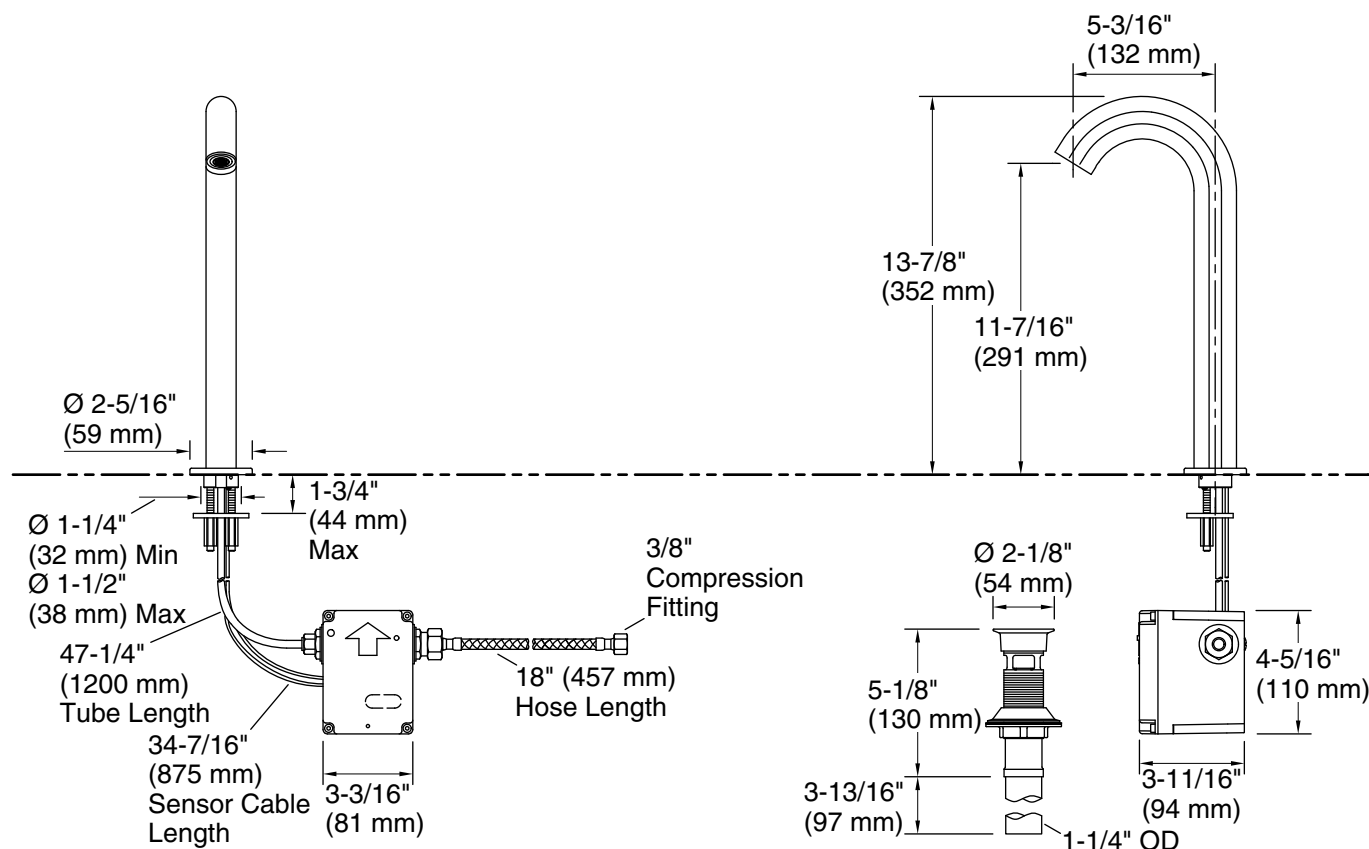 5-3/16"
(132 mm)
13-7/8"
(352 mm)
11-7/16"
(291 mm)
Ø 2-5/16"
(59 mm)
1-3/4"
(44 mm)
Max
Ø 1-1/4"
(32 mm) Min
Ø 1-1/2"
(38 mm) Max
47-1/4"
(1200 mm)
Tube Length
34-7/16"
(875 mm)
Sensor Cable
Length
3-3/16"
(81 mm)
18" (457 mm)
Hose Length
3/8"
Compression
Fitting
Ø 2-1/8"
(54 mm)
5-1/8"
(130 mm)
3-13/16"
(97 mm)
1-1/4" OD
4-5/16"
(110 mm)
3-11/16"
(94 mm)